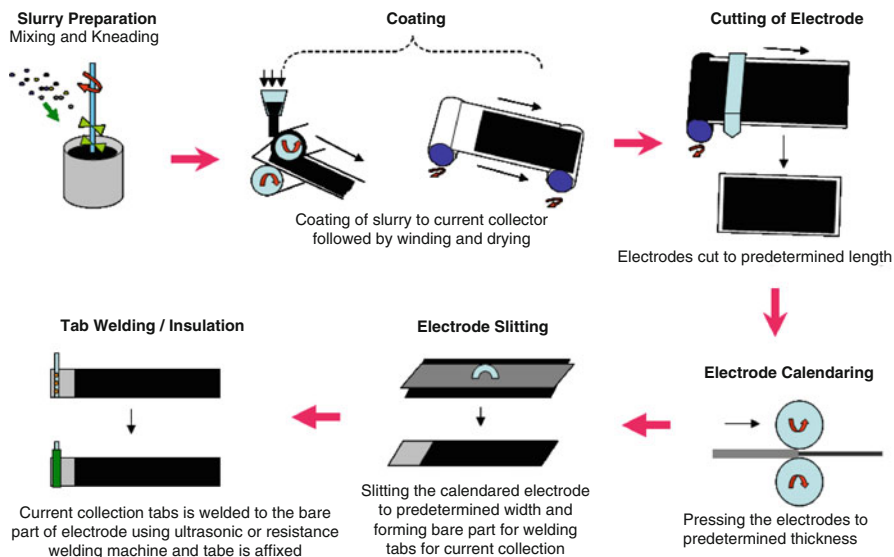 Slurry Preparation
Mixing and Kneading
Coating
Coating of slurry to current collector
followed by winding and drying
Cutting of Electrode
Electrodes cut to predetermined length
Electrode Calendaring
Pressing the electrodes to
predetermined thickness
Electrode Slitting
Slitting the calendared electrode
to predetermined width and
forming bare part for welding
tabs for current collection
Tab Welding / Insulation
Current collection tabs is welded to the bare
part of electrode using ultrasonic or resistance
welding machine and tabe is affixed